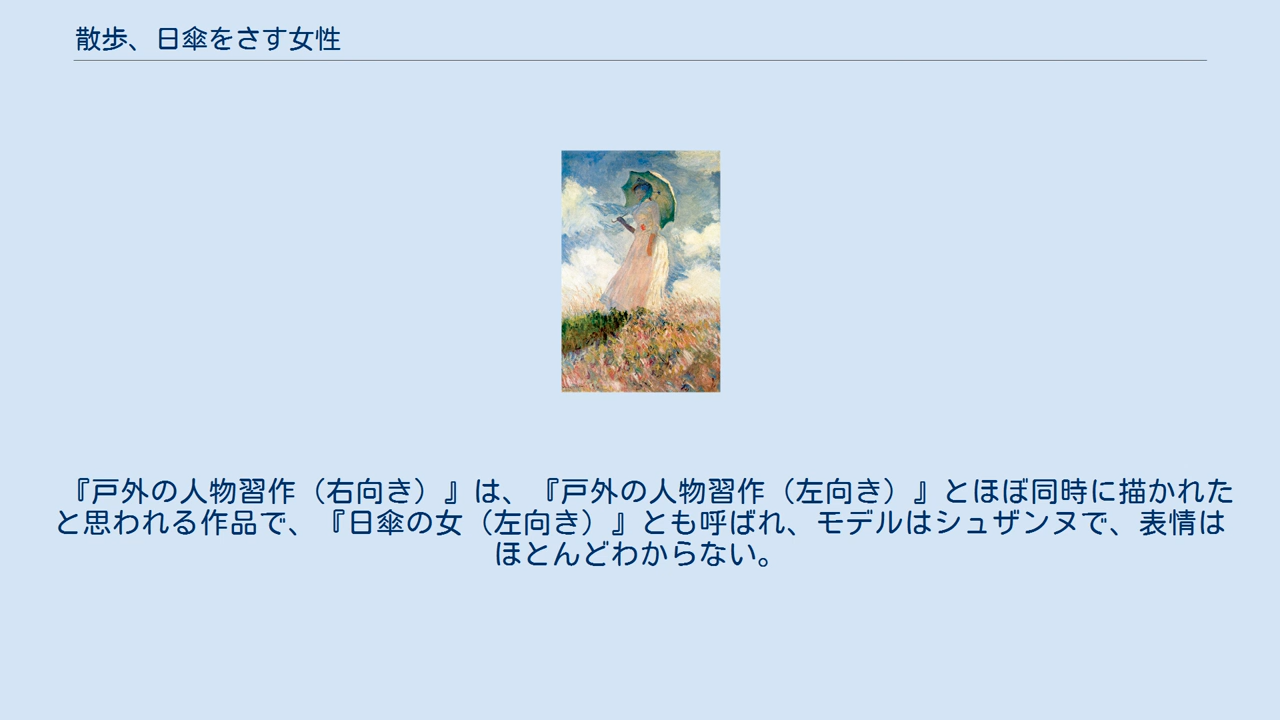 散歩、日傘をさす女性
『戸外の人物習作（右向き）』は、『戸外の人物習作（左向き）』とほぼ同時に描かれた
と思われる作品で、『日傘の女（左向き）』とも呼ばれ、モデルはシュザンヌで、表情は
ほとんどわからない。